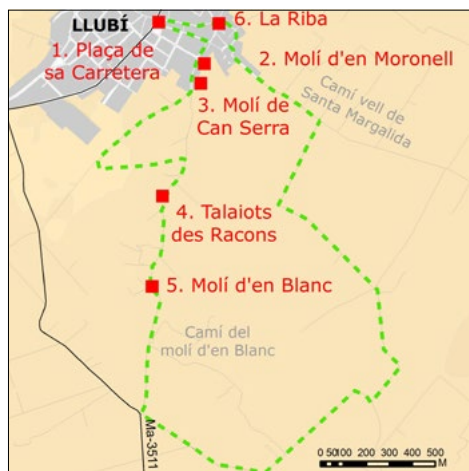 LLUBÍ
6. La Riba
1. Plaça de
sa Carretera
2. Molí d'en Moronell
Camí vell de
Santa Margalida
3. Molí de
Can Serra
4. Talaiots
des Racons
5. Molí d'en Blanc
Camí del
molí d'en Blanc
Ma-3511
0 50100 200 300 400 500
M